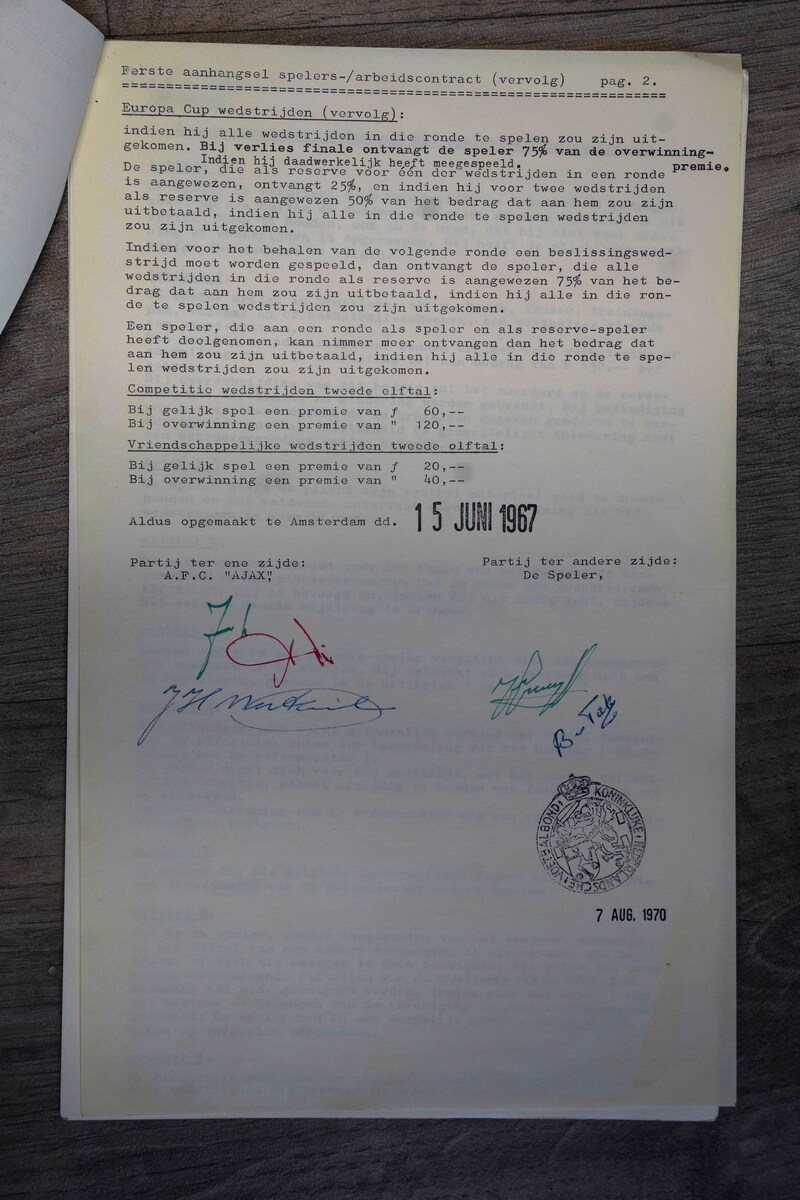 Eerste aanhangsel spelers-/arbeidscontract (vervolg) pag. 2.
Europa Cup wedstrijden (vervolg):
indien hij alle wedstrijden in die ronde te spelen zou zijn uit-
gekomen. Bij verlies finale ontvangt de speler 75% van de overwinning-
premie.
Indien hij daadwerkelijk heeft meegespeeld.
De speler, die als reserve voor één der wedstrijden in een ronde
is aangewezen, ontvangt 25%, en indien hij voor twee wedstrijden
als reserve is aangewezen 50% van het bedrag dat aan hem zou zijn
uitbetaald, indien hij alle in die ronde te spelen wedstrijden
zou zijn uitgekomen.
Indien voor het behalen van de volgende ronde een beslissingswed-
strijd moet worden gespeeld, dan ontvangt de speler, die alle
wedstrijden in die ronde als reserve is aangewezen 75% van het be-
drag dat aan hem zou zijn uitbetaald, indien hij alle in die ron-
de te spelen wedstrijden zou zijn uitgekomen.
Een speler, die aan een ronde als speler en als reserve-speler
heeft deelgenomen, kan nimmer meer ontvangen dan het bedrag dat
aan hem zou zijn uitbetaald, indien hij alle in die ronde te spe-
len wedstrijden zou zijn uitgekomen.
Competitie wedstrijden tweede elftal:
Bij gelijk spel een premie van ƒ 60,--
Bij overwinning een premie van " 120,--
Vriendschappelijke wedstrijden tweede elftal:
Bij gelijk spel een premie van ƒ 20,--
Bij overwinning een premie van " 40,--
Aldus opgemaakt te Amsterdam dd. 15 JUNI 1967
Partij ter ene zijde: Partij ter andere zijde:
A.F.C. "AJAX", De Speler,
KONINKLIJKE NEDERLANDSCHE VOETBALBOND
7 AUG. 1970